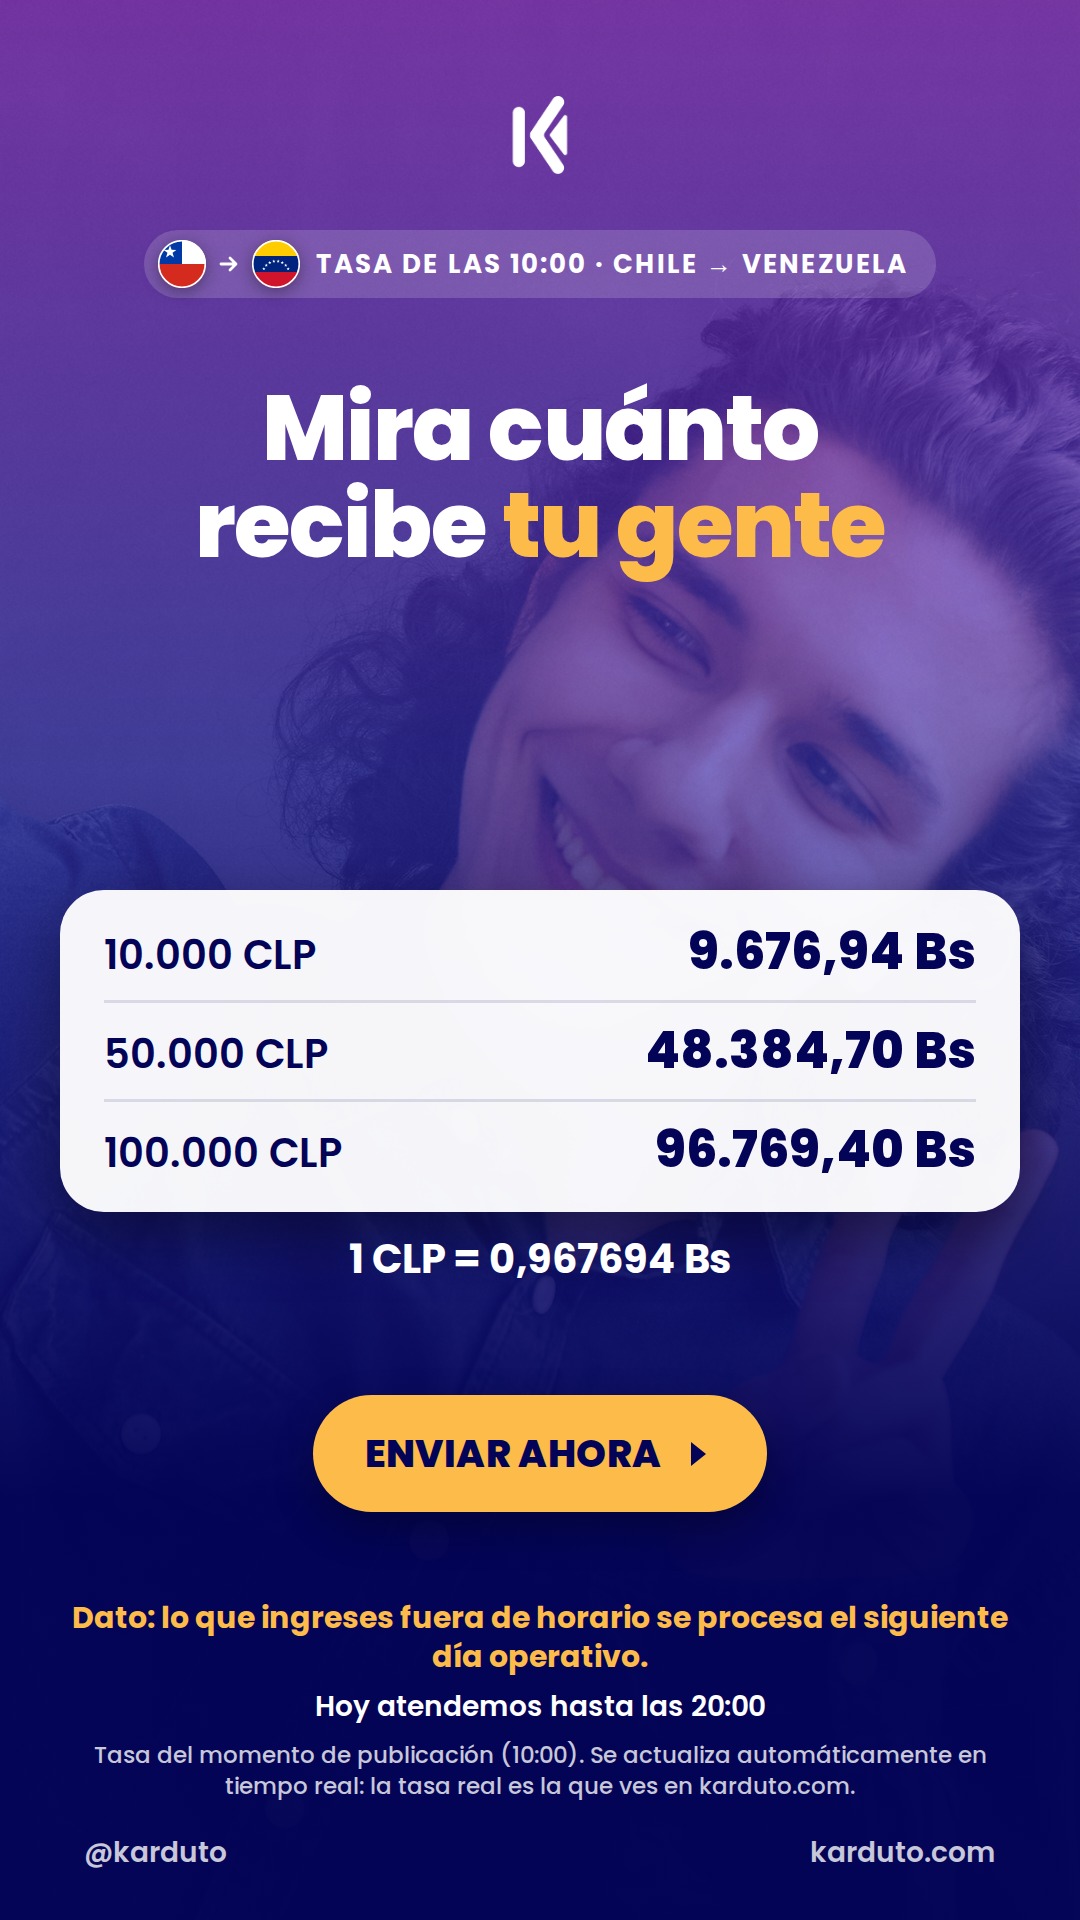 TASA DE LAS 10:00 · CHILE → VENEZUELA
Mira cuánto
recibe tu gente
10.000 CLP 9.676,94 Bs
50.000 CLP 48.384,70 Bs
100.000 CLP 96.769,40 Bs
1 CLP = 0,967694 Bs
ENVIAR AHORA
Dato: lo que ingreses fuera de horario se procesa el siguiente
día operativo.
Hoy atendemos hasta las 20:00
Tasa del momento de publicación (10:00). Se actualiza automáticamente en
tiempo real: la tasa real es la que ves en karduto.com.
@karduto karduto.com